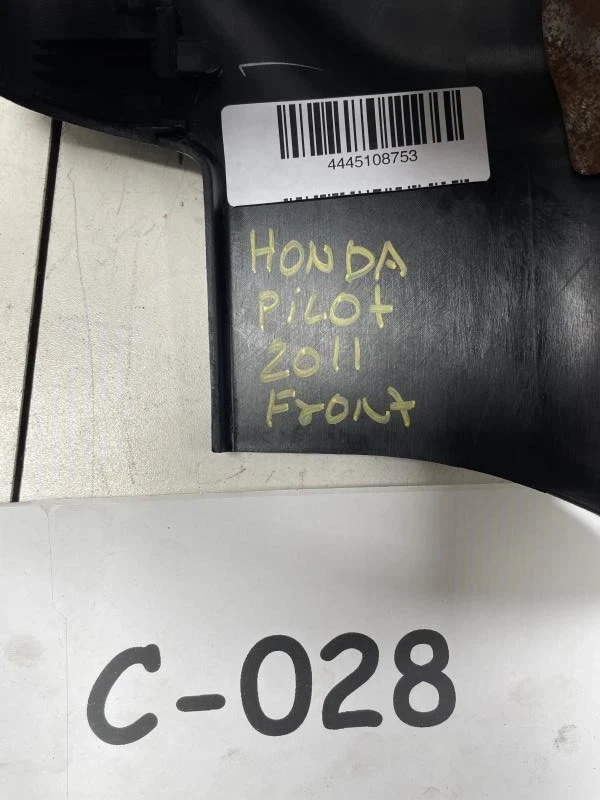 4445108753
HONDA
PiLOt
2011
FrONt
C-028